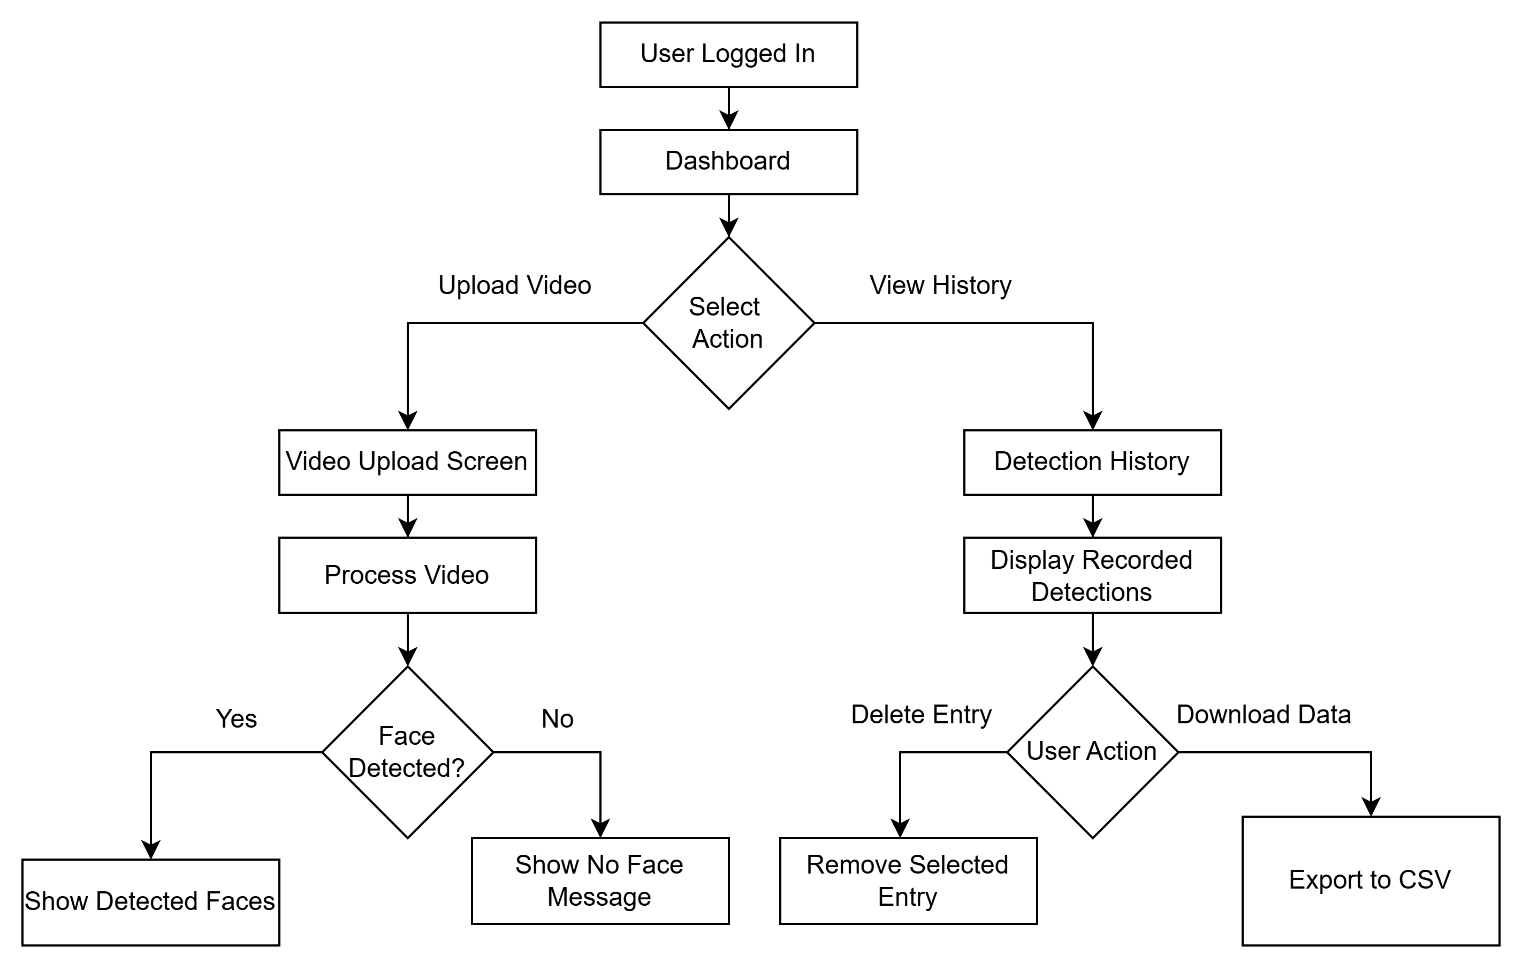 User Logged In
Dashboard
Upload Video
View History
Select
Action
Video Upload Screen
Detection History
Process Video
Display Recorded
Detections
Yes
No
Face
Detected?
Delete Entry
Download Data
User Action
Show Detected Faces
Show No Face
Message
Remove Selected
Entry
Export to CSV